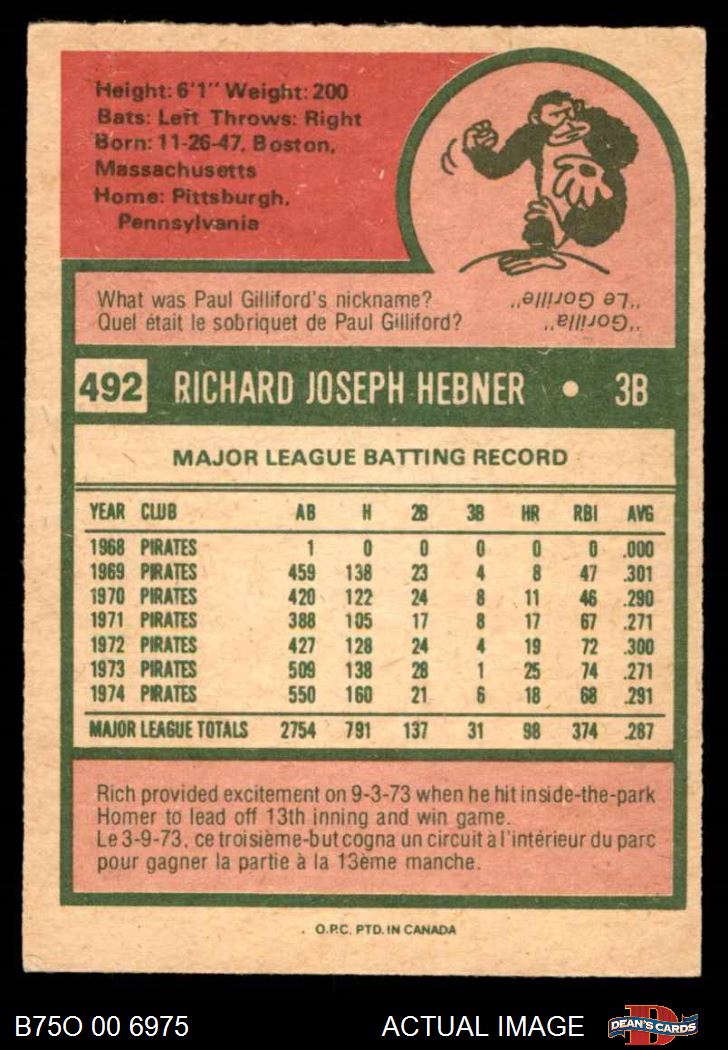 Height: 6'1" Weight: 200
Bats: Left Throws: Right
Born: 11-26-47, Boston,
Massachusetts
Home: Pittsburgh,
Pennsylvania
What was Paul Gilliford's nickname?
Quel était le sobriquet de Paul Gilliford?
"Gorilla"
"Le Gorille"
492 RICHARD JOSEPH HEBNER • 3B
MAJOR LEAGUE BATTING RECORD
YEAR CLUB AB H 2B 3B HR RBI AVG
1968 PIRATES 1 0 0 0 0 0 .000
1969 PIRATES 459 138 23 4 8 47 .301
1970 PIRATES 420 122 24 8 11 46 .290
1971 PIRATES 388 105 17 8 17 67 .271
1972 PIRATES 427 128 24 4 19 72 .300
1973 PIRATES 509 138 28 1 25 74 .271
1974 PIRATES 550 160 21 6 18 68 .291
MAJOR LEAGUE TOTALS 2754 791 137 31 98 374 .287
Rich provided excitement on 9-3-73 when he hit inside-the-park
Homer to lead off 13th inning and win game.
Le 3-9-73, ce troisième-but cogna un circuit à l'intérieur du parc
pour gagner la partie à la 13ème manche.
O.P.C. PTD. IN CANADA
B75O 00 6975 ACTUAL IMAGE D DEAN'S CARDS